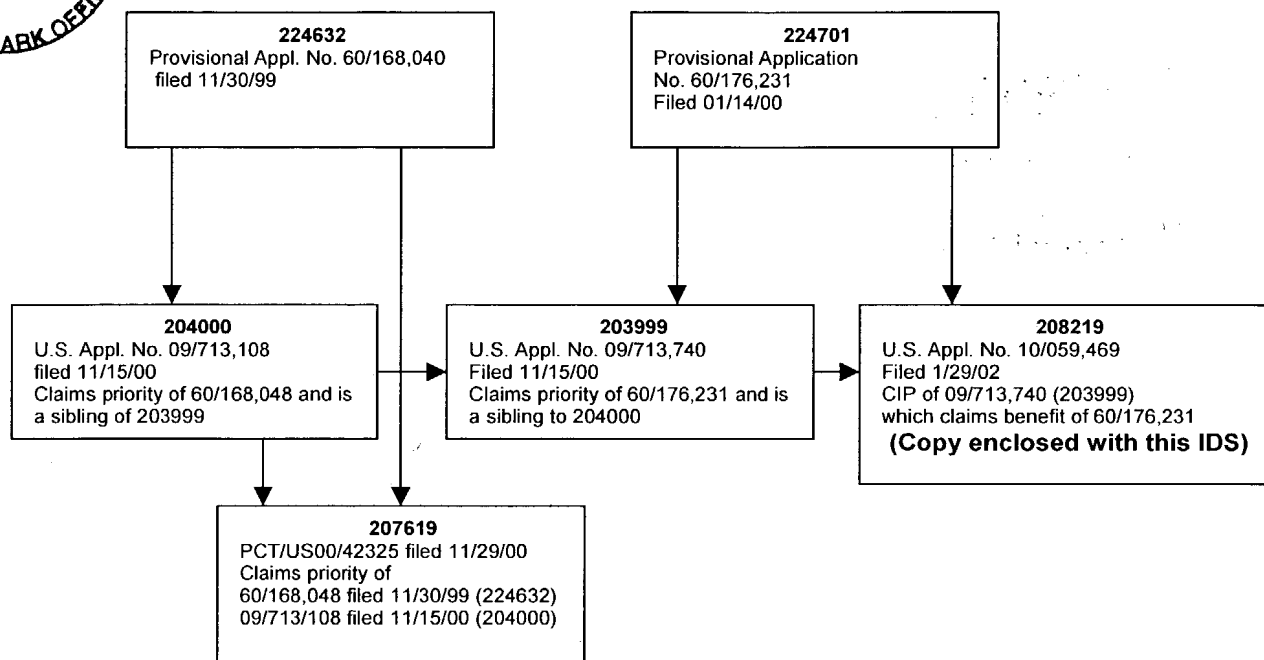 ARK OFFI
224632
Provisional Appl. No. 60/168,040
filed 11/30/99
224701
Provisional Application
No. 60/176,231
Filed 01/14/00
204000
U.S. Appl. No. 09/713,108
filed 11/15/00
Claims priority of 60/168,048 and is
a sibling of 203999
203999
U.S. Appl. No. 09/713,740
Filed 11/15/00
Claims priority of 60/176,231 and is
a sibling to 204000
208219
U.S. Appl. No. 10/059,469
Filed 1/29/02
CIP of 09/713,740 (203999)
which claims benefit of 60/176,231
(Copy enclosed with this IDS)
207619
PCT/US00/42325 filed 11/29/00
Claims priority of
60/168,048 filed 11/30/99 (224632)
09/713/108 filed 11/15/00 (204000)